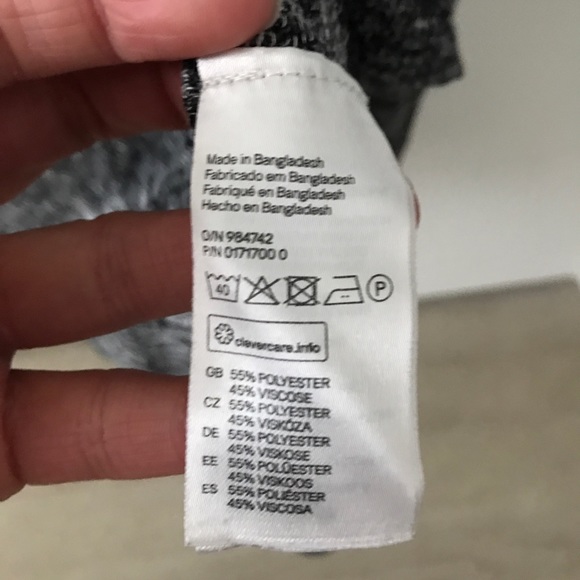 Made in Bangladesh
Fabricado em Bangladesh
Fabriqué en Bangladesh
Hecho en Bangladesh
O/N 984742
P/N 0171700 0
40 P
clevercare.info
GB 55% POLYESTER
45% VISCOSE
CZ 55% POLYESTER
45% VISKÓZA
DE 55% POLYESTER
45% VISKOSE
EE 55% POLÜESTER
45% VISKOOS
ES 55% POLIÉSTER
45% VISCOSA